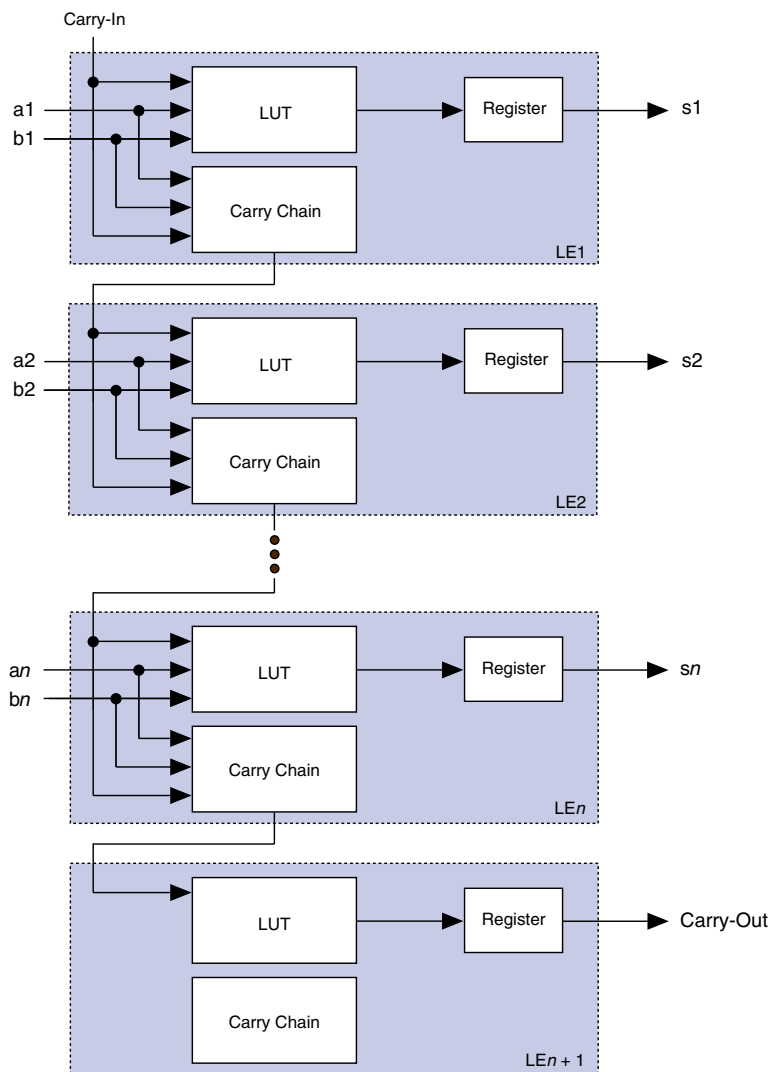 Carry-In
a1
b1
LUT
Register
s1
Carry Chain
LE1
a2
b2
LUT
Register
s2
Carry Chain
LE2
an
bn
LUT
Register
sn
Carry Chain
LEn
LUT
Register
Carry-Out
Carry Chain
LEn + 1